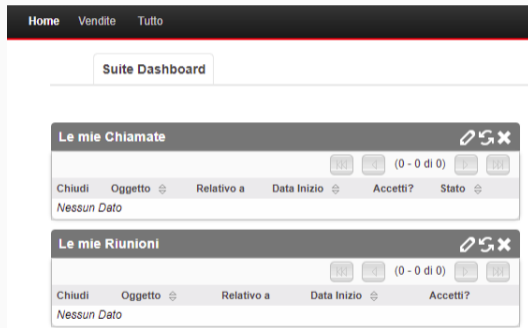 Home Vendite Tutto
Suite Dashboard
Le mie Chiamate
(0 - 0 di 0)
Chiudi Oggetto Relativo a Data Inizio Accetti? Stato
Nessun Dato
Le mie Riunioni
(0 - 0 di 0)
Chiudi Oggetto Relativo a Data Inizio Accetti?
Nessun Dato